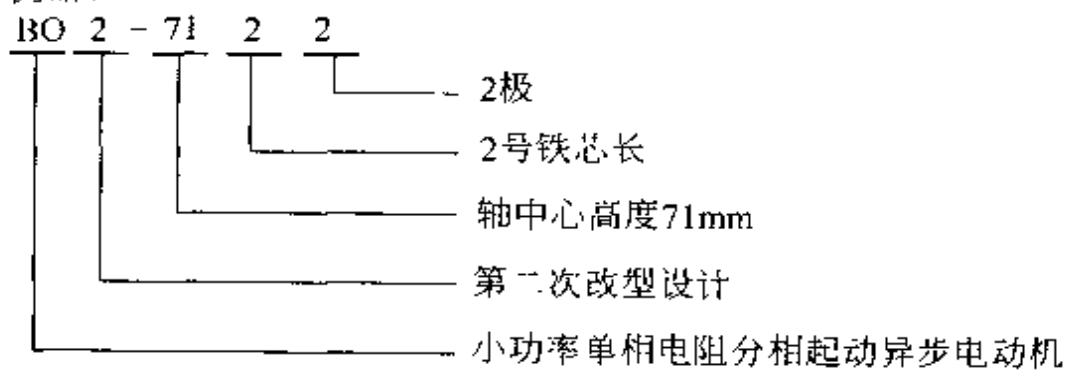 BO 2 - 71 2 2
2极
2号铁芯长
轴中心高度71mm
第二次改型设计
小功率单相电阻分相起动异步电动机